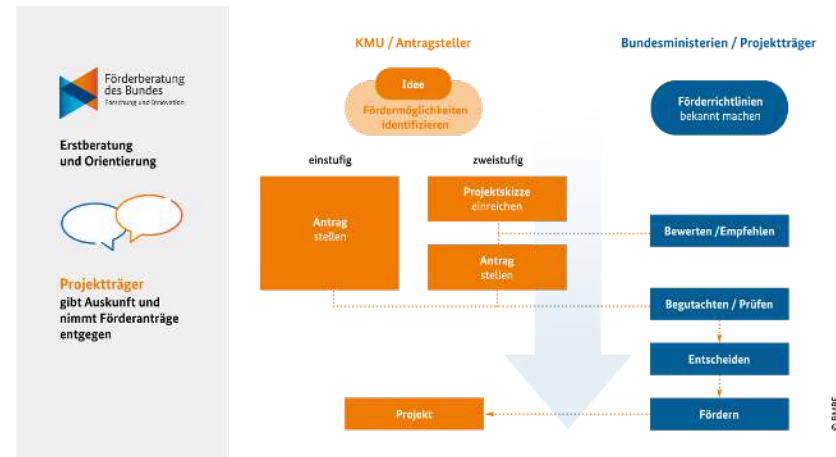 Förderberatung
des Bundes
Forschung und Innovation
Erstberatung
und Orientierung
Projektträger
gibt Auskunft und
nimmt Förderanträge
entgegen
KMU / Antragsteller
Bundesministerien / Projektträger
Idee
Fördermöglichkeiten
identifizieren
Förderrichtlinien
bekannt machen
einstufig
zweistufig
Antrag
stellen
Projektskizze
einreichen
Bewerten /Empfehlen
Antrag
stellen
Begutachten / Prüfen
Entscheiden
Projekt
Fördern
© BMBF